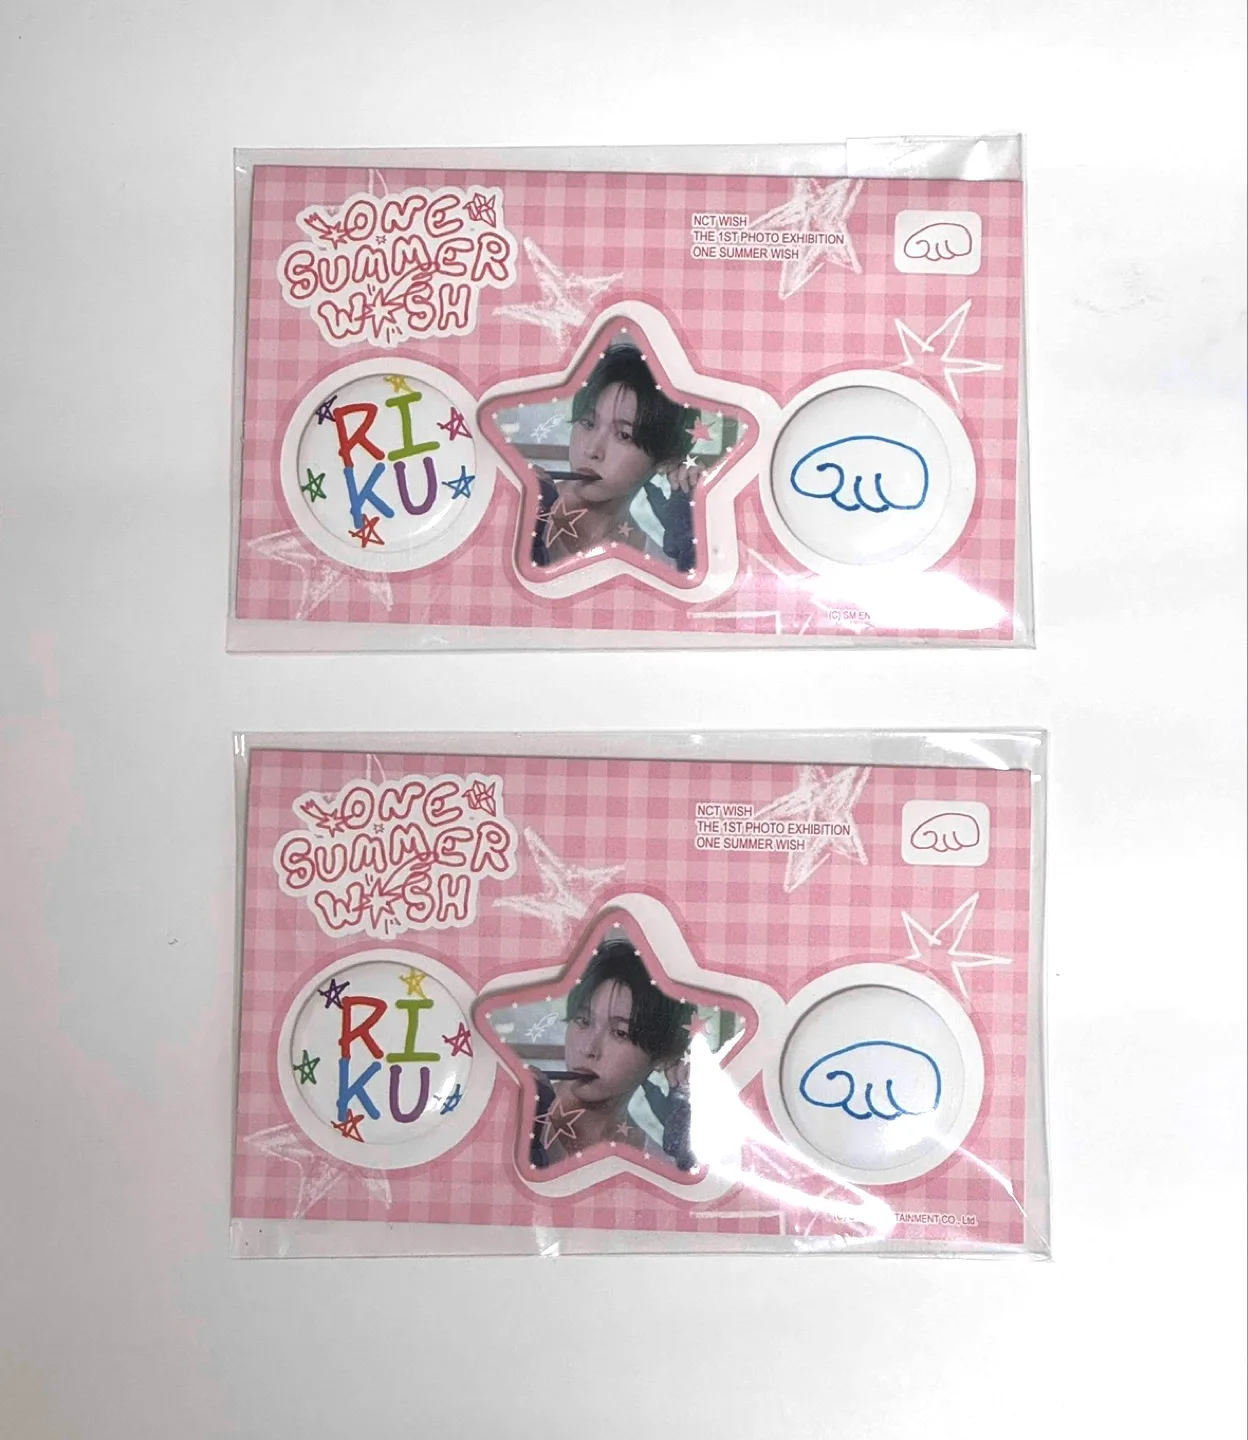 ONE
SUMMER
WISH
NCT WISH
THE 1ST PHOTO EXHIBITION
ONE SUMMER WISH
RI
KU
(C) SM EN
ONE
SUMMER
WISH
NCT WISH
THE 1ST PHOTO EXHIBITION
ONE SUMMER WISH
RI
KU
TAINMENT CO., Ltd.